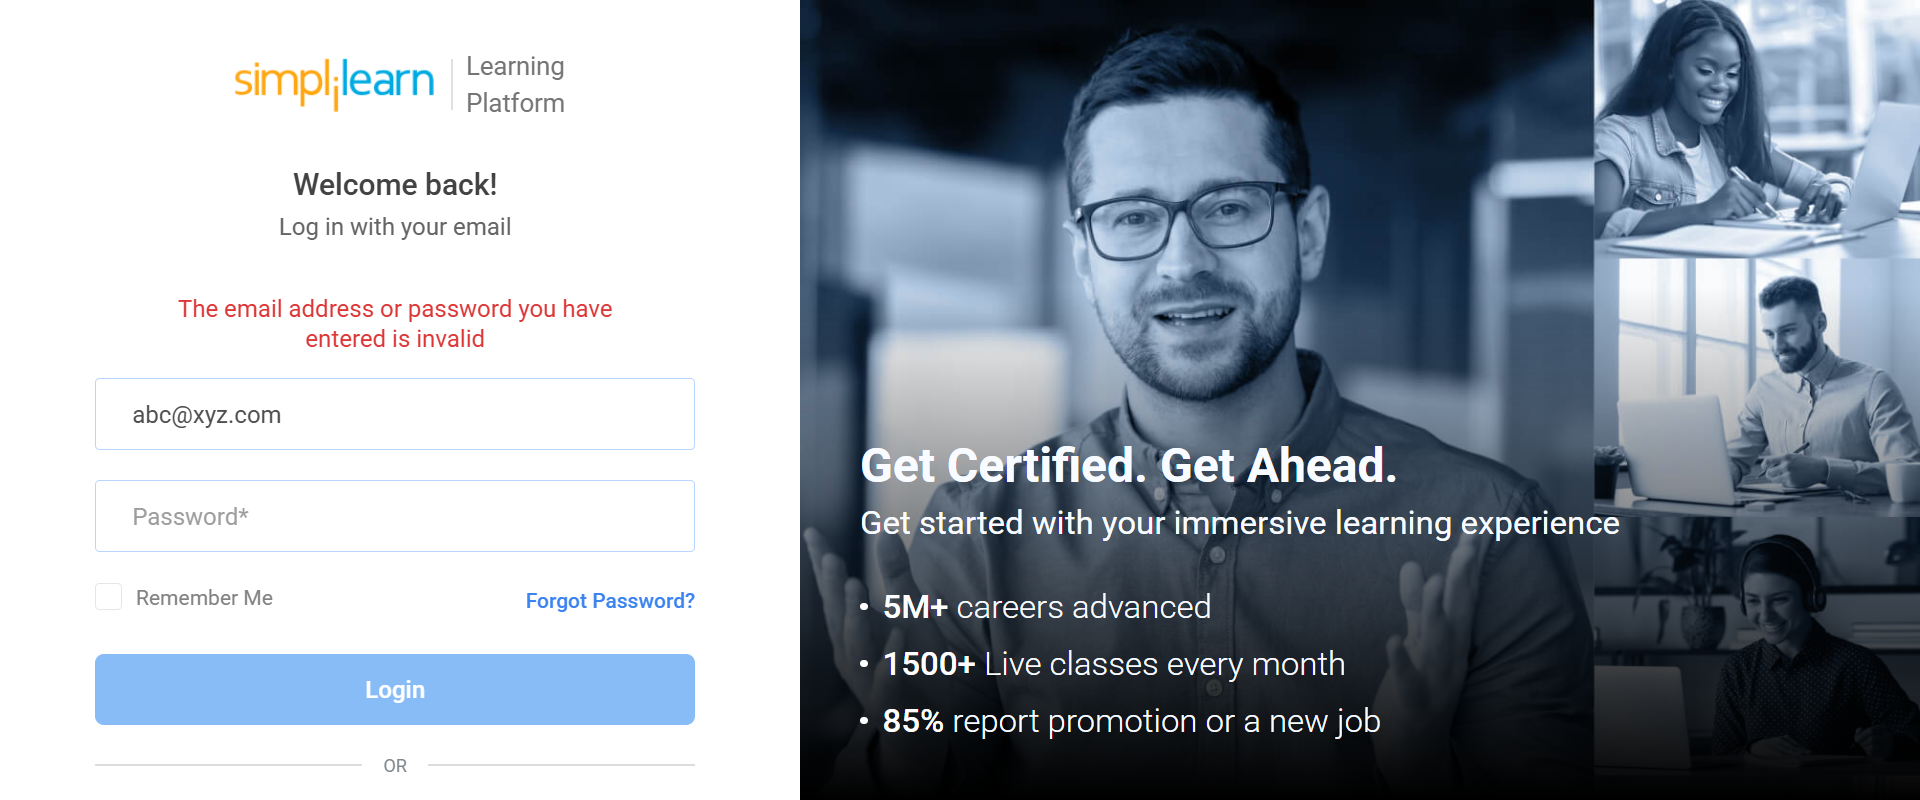 simplilearn
Learning
Platform
Welcome back!
Log in with your email
The email address or password you have
entered is invalid
abc@xyz.com
Password*
Remember Me
Forgot Password?
Login
OR
Get Certified. Get Ahead.
Get started with your immersive learning experience
• 5M+ careers advanced
• 1500+ Live classes every month
• 85% report promotion or a new job